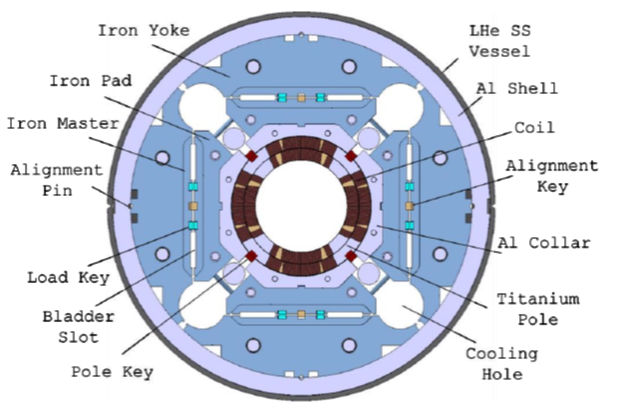 Iron Yoke
LHe SS
Vessel
Iron Pad
Al Shell
Iron Master
Coil
Alignment
Pin
Alignment
Key
Al Collar
Load Key
Titanium
Pole
Bladder
Slot
Cooling
Hole
Pole Key